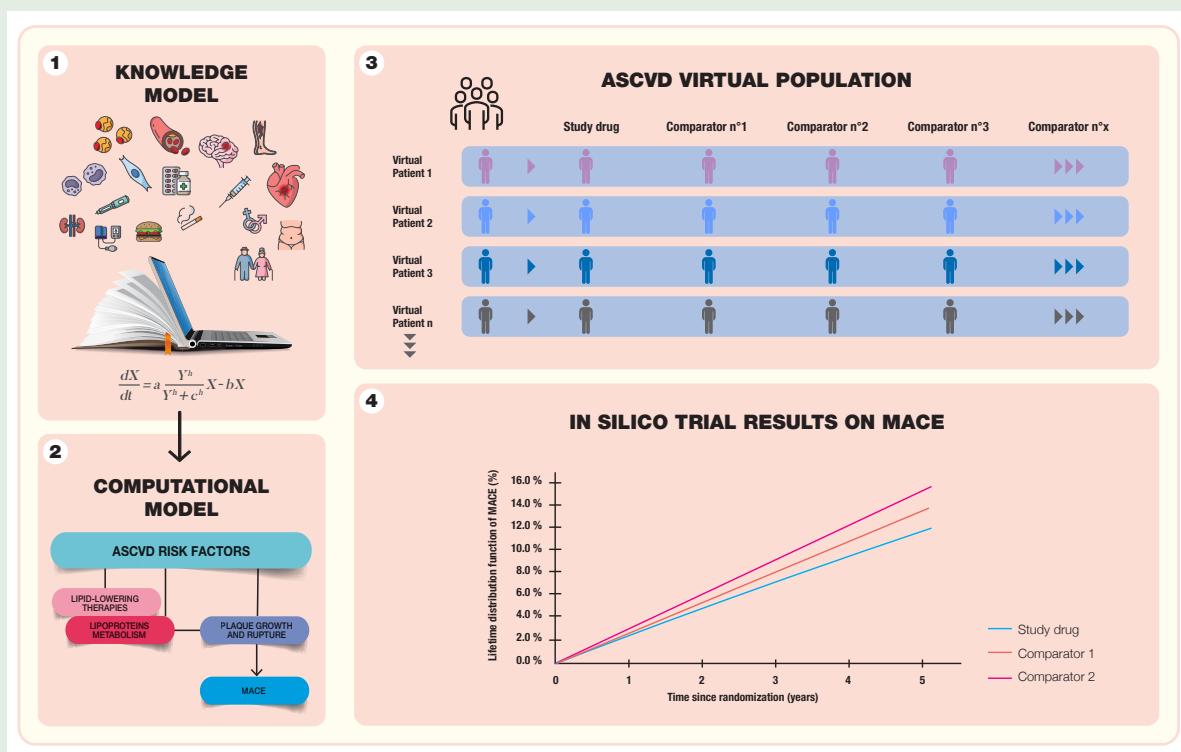 1
KNOWLEDGE
MODEL
dX/dt = a Y^h/(Y^h + c^h) X - bX
2
COMPUTATIONAL
MODEL
ASCVD RISK FACTORS
LIPID-LOWERING
THERAPIES
LIPOPROTEINS
METABOLISM
PLAQUE GROWTH
AND RUPTURE
MACE
3
ASCVD VIRTUAL POPULATION
Study drug Comparator n°1 Comparator n°2 Comparator n°3 Comparator n°x
Virtual
Patient 1
Virtual
Patient 2
Virtual
Patient 3
Virtual
Patient n
4
IN SILICO TRIAL RESULTS ON MACE
Lifetime distribution function of MACE (%)
16.0 %
14.0 %
12.0 %
10.0 %
8.0 %
6.0 %
4.0 %
2.0 %
0.0 %
0 1 2 3 4 5
Time since randomization (years)
Study drug
Comparator 1
Comparator 2